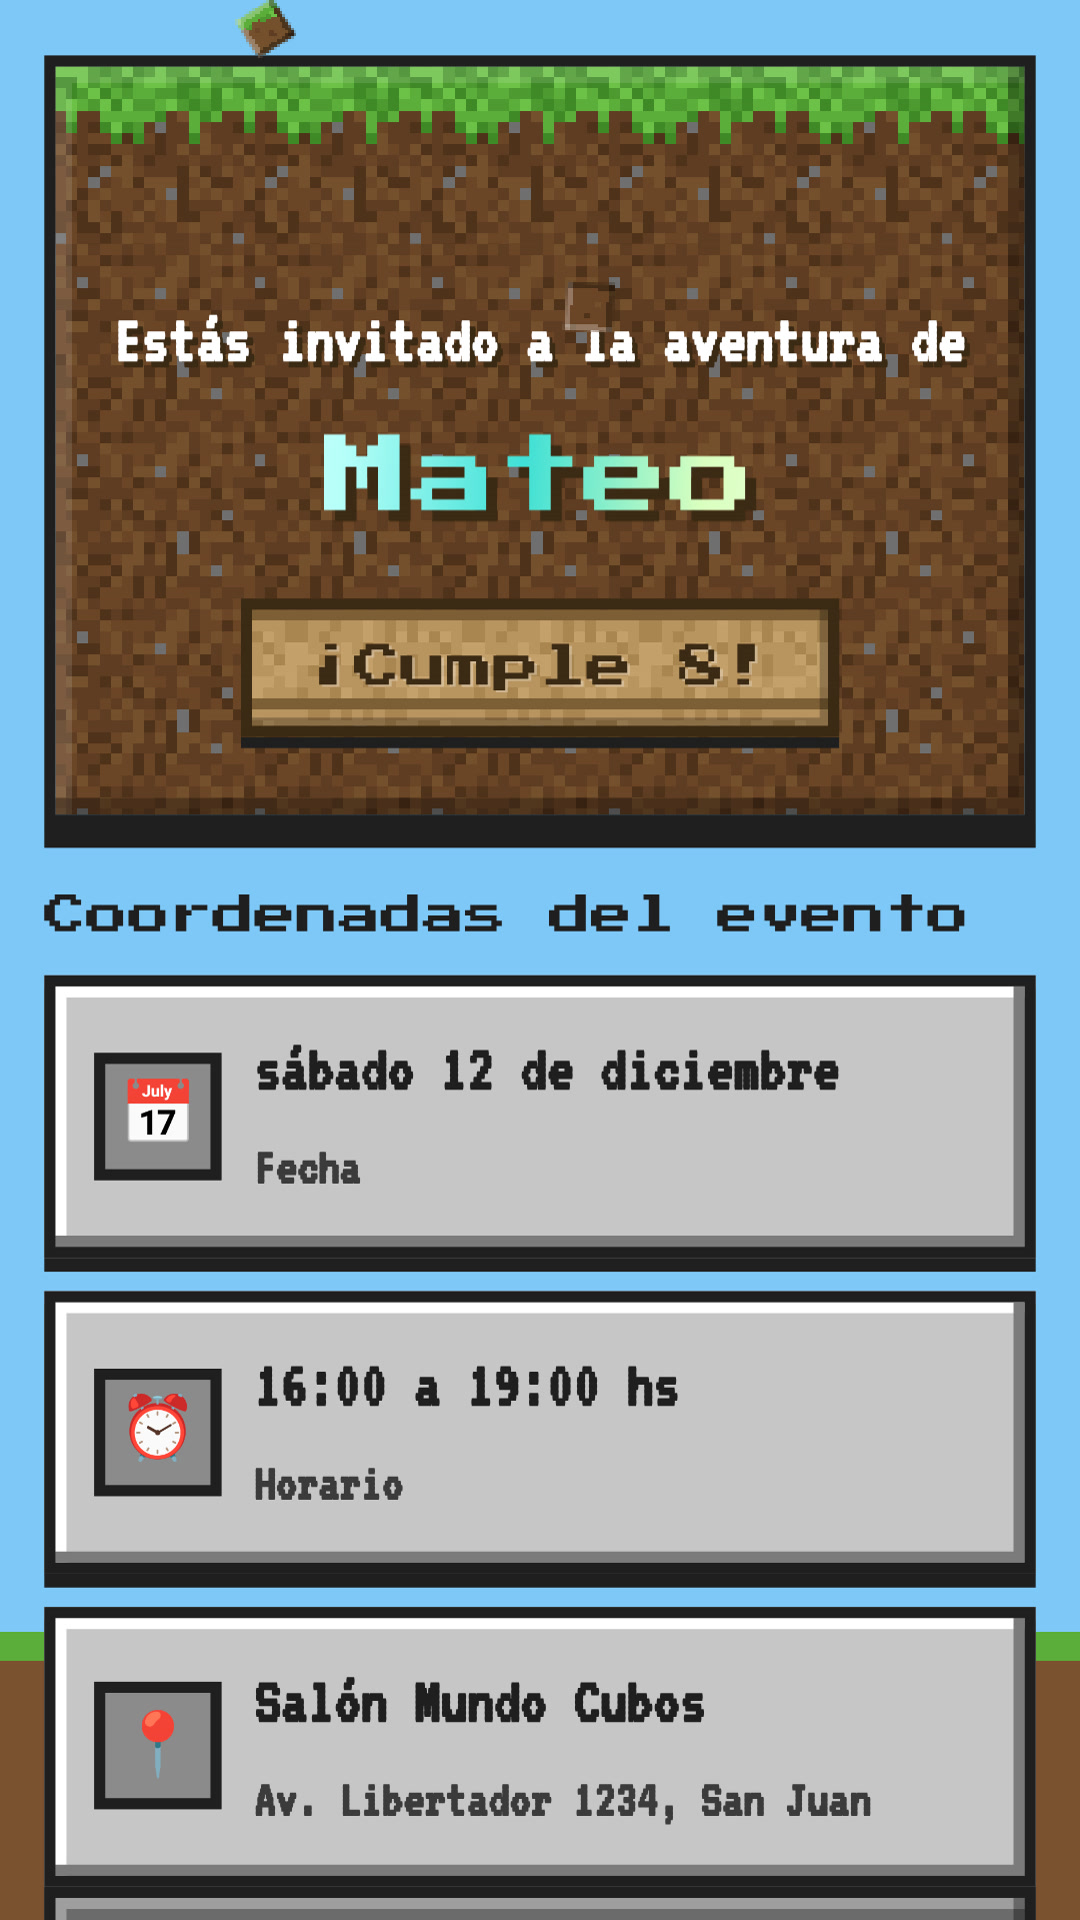 Estás invitado a la aventura de
Mateo
¡Cumple 8!
Coordenadas del evento
July
17
sábado 12 de diciembre
Fecha
16:00 a 19:00 hs
Horario
Salón Mundo Cubos
Av. Libertador 1234, San Juan